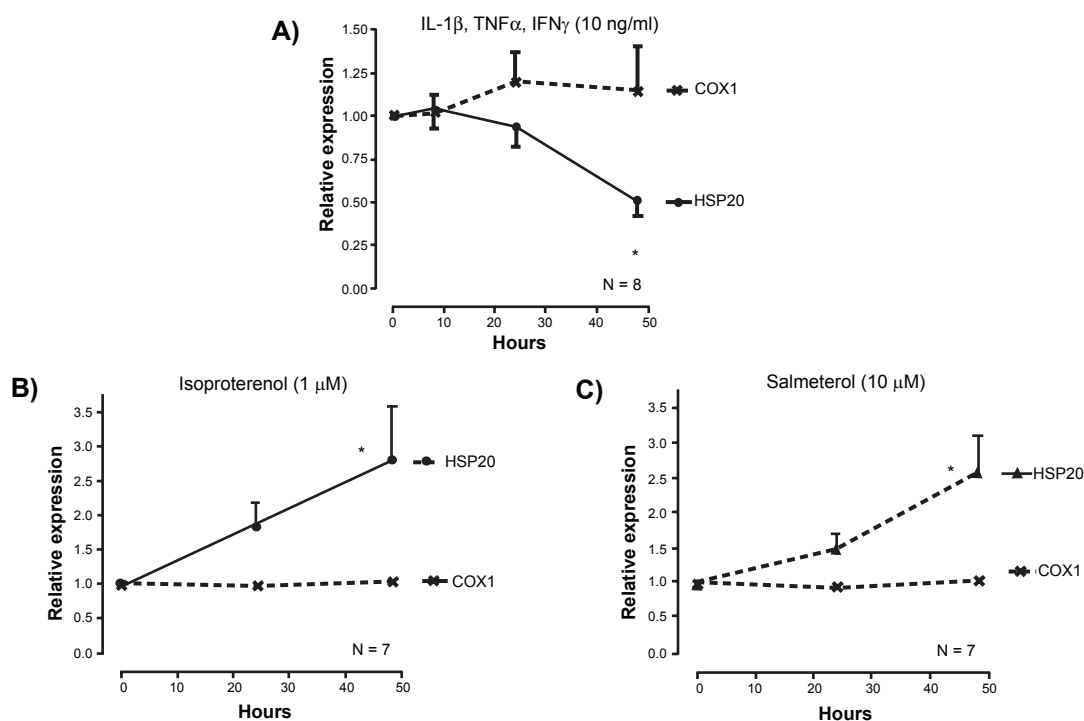 A)
IL-1β, TNFα, IFNγ (10 ng/ml)
Relative expression
1.50
1.25
1.00
0.75
0.50
0.25
0.00
COX1
HSP20
*
N = 8
0 10 20 30 40 50
Hours
B)
Isoproterenol (1 μM)
Relative expression
3.5
3.0
2.5
2.0
1.5
1.0
0.5
0.0
*
HSP20
COX1
N = 7
0 10 20 30 40 50
Hours
C)
Salmeterol (10 μM)
Relative expression
3.5
3.0
2.5
2.0
1.5
1.0
0.5
0.0
*
HSP20
COX1
N = 7
0 10 20 30 40 50
Hours